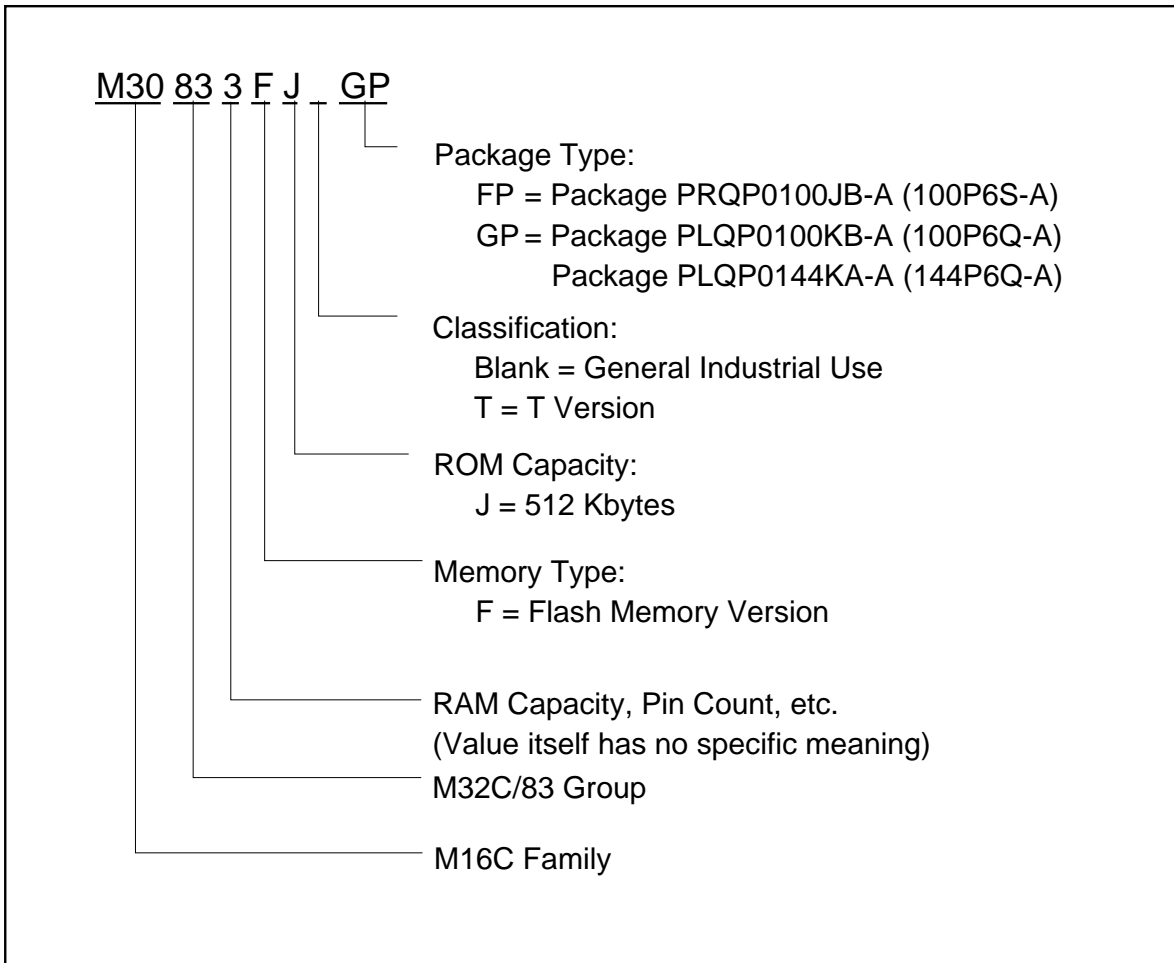 M30 83 3 F J _ GP
Package Type:
FP = Package PRQP0100JB-A (100P6S-A)
GP = Package PLQP0100KB-A (100P6Q-A)
Package PLQP0144KA-A (144P6Q-A)
Classification:
Blank = General Industrial Use
T = T Version
ROM Capacity:
J = 512 Kbytes
Memory Type:
F = Flash Memory Version
RAM Capacity, Pin Count, etc.
(Value itself has no specific meaning)
M32C/83 Group
M16C Family